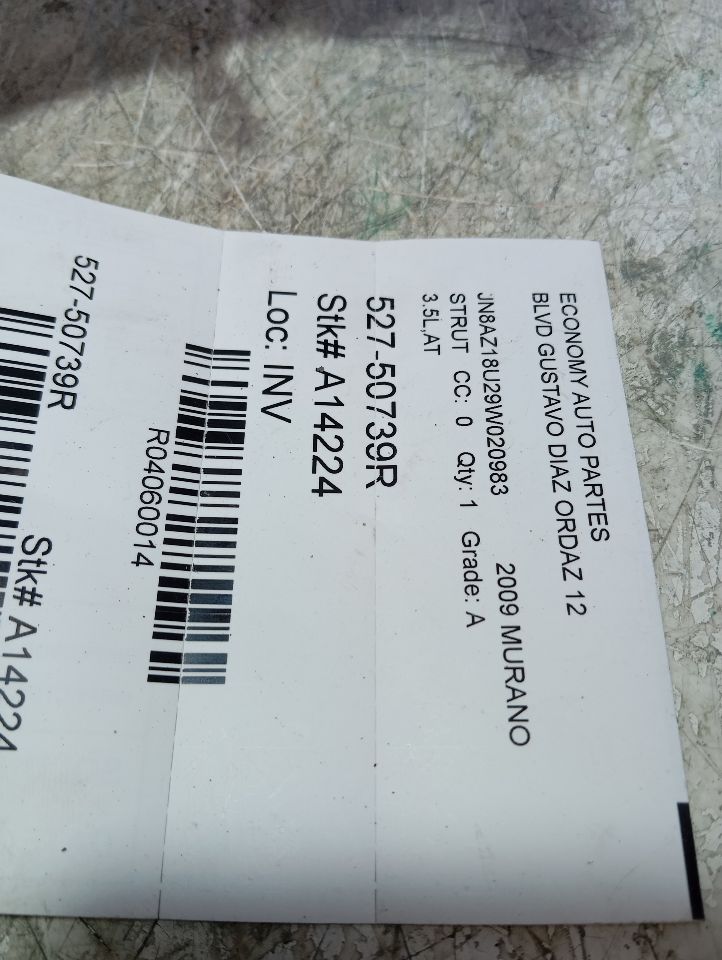 ECONOMY AUTO PARTES
BLVD GUSTAVO DIAZ ORDAZ 12
JN8AZ18U29W020983 2009 MURANO
STRUT CC: 0 Qty: 1 Grade: A
3.5L,AT
527-50739R
Stk# A14224
Loc: INV
R04060014
527-50739R
Stk# A14224